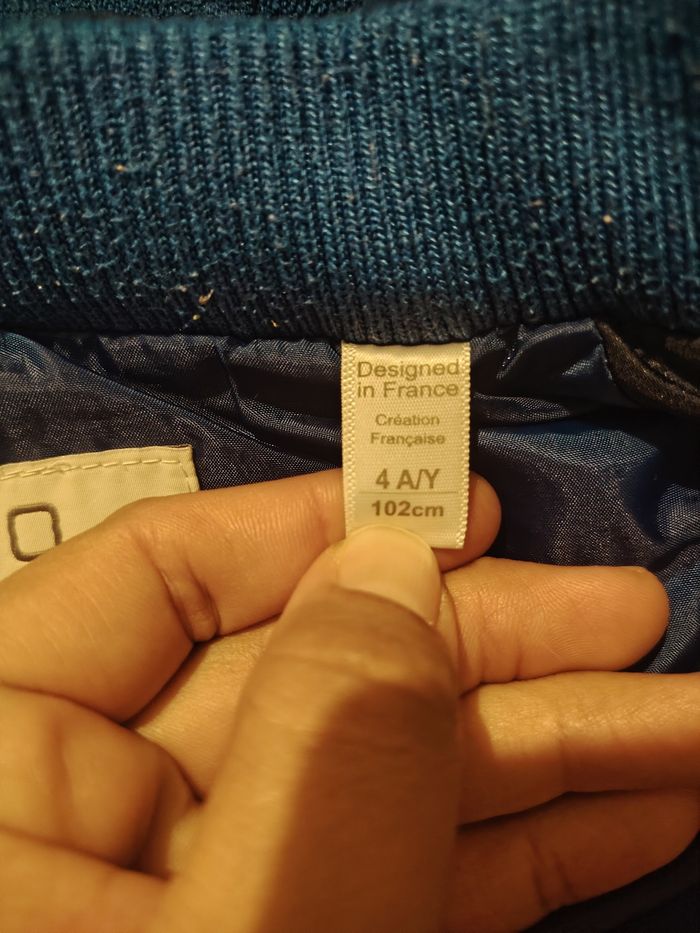 Designed
in France
Création
Française
4 A/Y
102cm